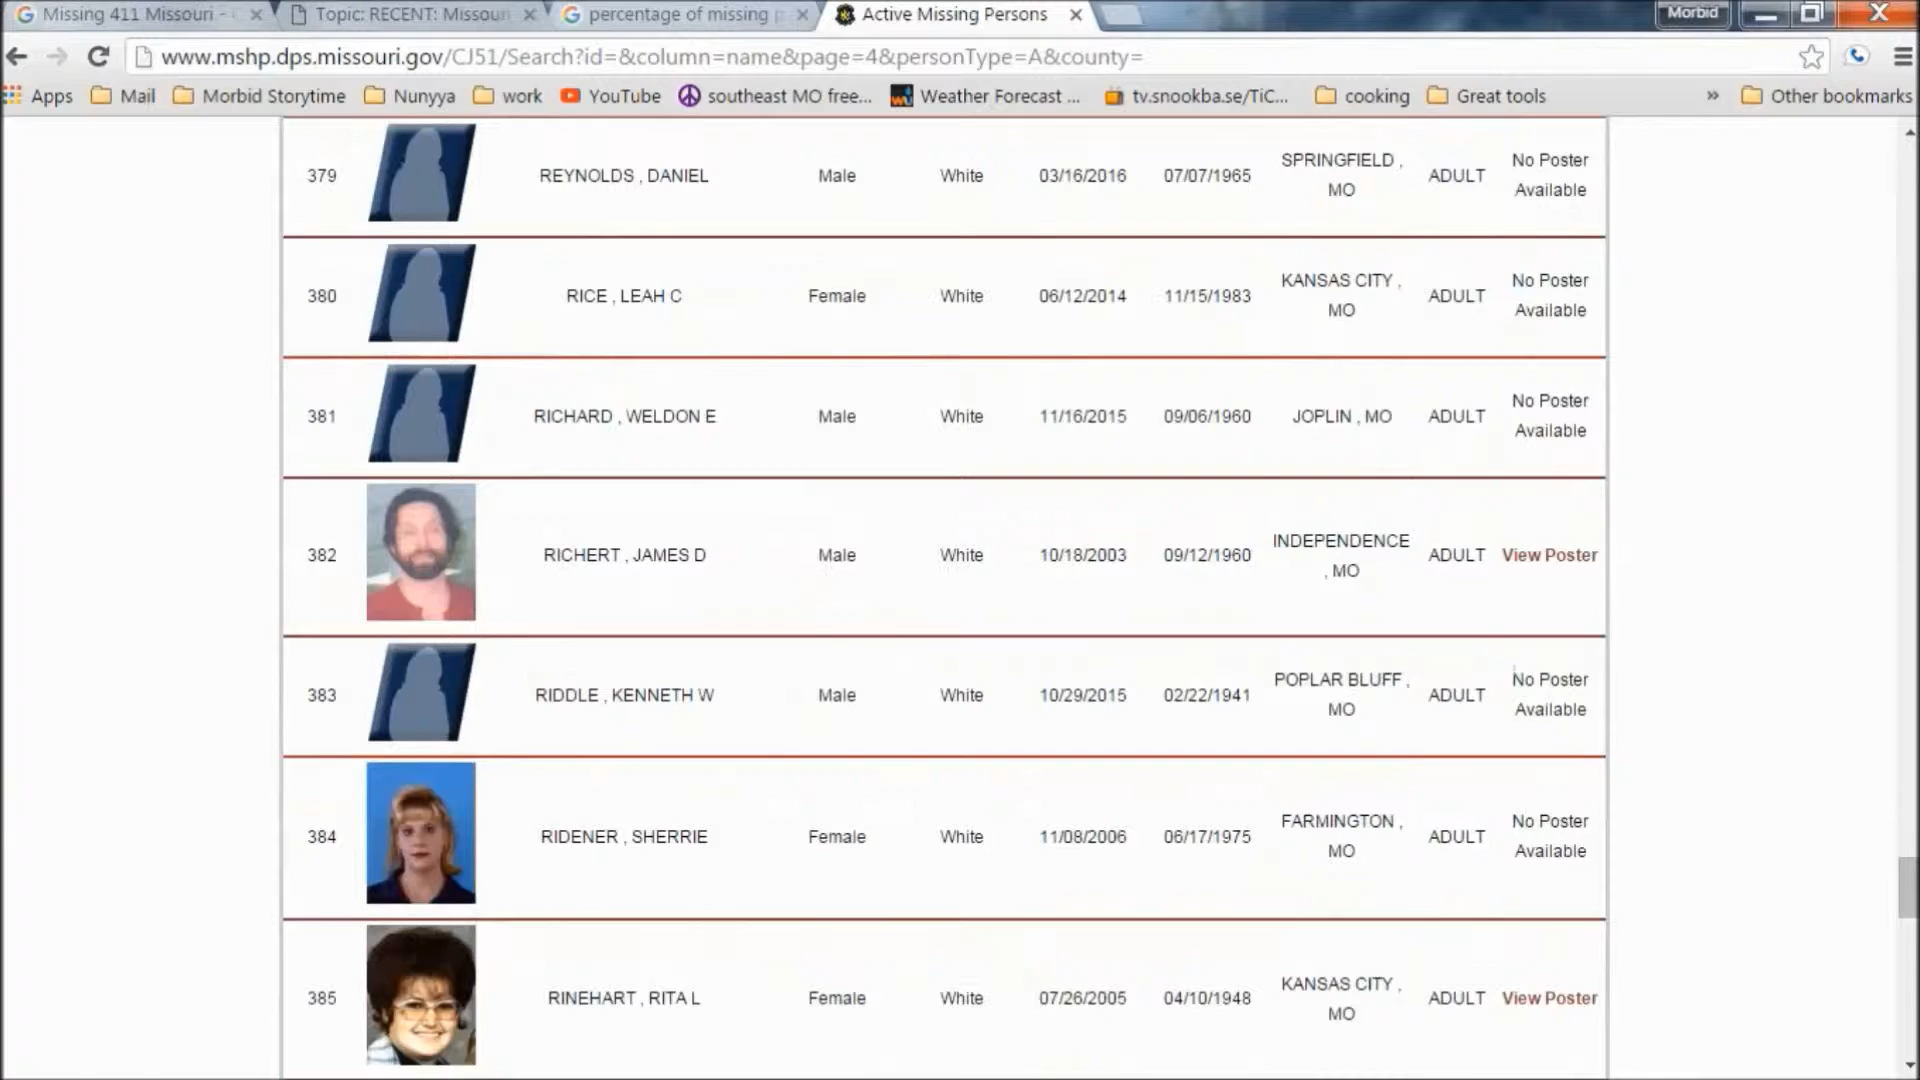 Missing 411 Missouri -
Topic: RECENT: Missour
percentage of missing p
Active Missing Persons
Morbid
www.mshp.dps.missouri.gov/CJ51/Search?id=&column=name&page=4&personType=A&county=
Apps Mail Morbid Storytime Nunyya work YouTube southeast MO free... Weather Forecast ... tv.snookba.se/TiC... cooking Great tools » Other bookmarks
379 REYNOLDS , DANIEL Male White 03/16/2016 07/07/1965 SPRINGFIELD , ADULT No Poster
MO Available
380 RICE , LEAH C Female White 06/12/2014 11/15/1983 KANSAS CITY , ADULT No Poster
MO Available
381 RICHARD , WELDON E Male White 11/16/2015 09/06/1960 JOPLIN , MO ADULT No Poster
Available
382 RICHERT , JAMES D Male White 10/18/2003 09/12/1960 INDEPENDENCE ADULT View Poster
, MO
383 RIDDLE , KENNETH W Male White 10/29/2015 02/22/1941 POPLAR BLUFF , ADULT No Poster
MO Available
384 RIDENER , SHERRIE Female White 11/08/2006 06/17/1975 FARMINGTON , ADULT No Poster
MO Available
385 RINEHART , RITA L Female White 07/26/2005 04/10/1948 KANSAS CITY , ADULT View Poster
MO